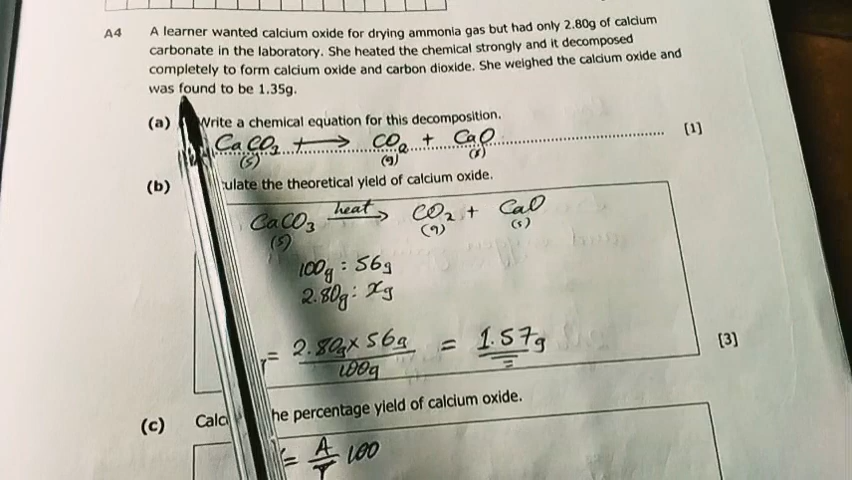 A4 A learner wanted calcium oxide for drying ammonia gas but had only 2.80g of calcium
carbonate in the laboratory. She heated the chemical strongly and it decomposed
completely to form calcium oxide and carbon dioxide. She weighed the calcium oxide and
was found to be 1.35g.
(a) Write a chemical equation for this decomposition.
CaCO3 → CO2 + CaO [1]
(s) (g) (s)
(b) ulate the theoretical yield of calcium oxide.
CaCO3 heat → CO2 + CaO
(s) (g) (s)
100g : 56g
2.80g : xg
= 2.80g × 56g / 100g = 1.57g
[3]
(c) Calc he percentage yield of calcium oxide.
= A/T 100